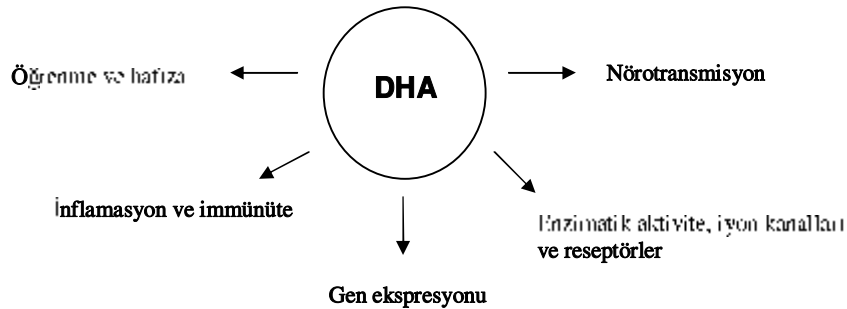 DHA
Öğrenme ve hafıza
Nörotransmisyon
İnflamasyon ve immünüte
Enzimatik aktivite, iyon kanalları
ve reseptörler
Gen ekspresyonu